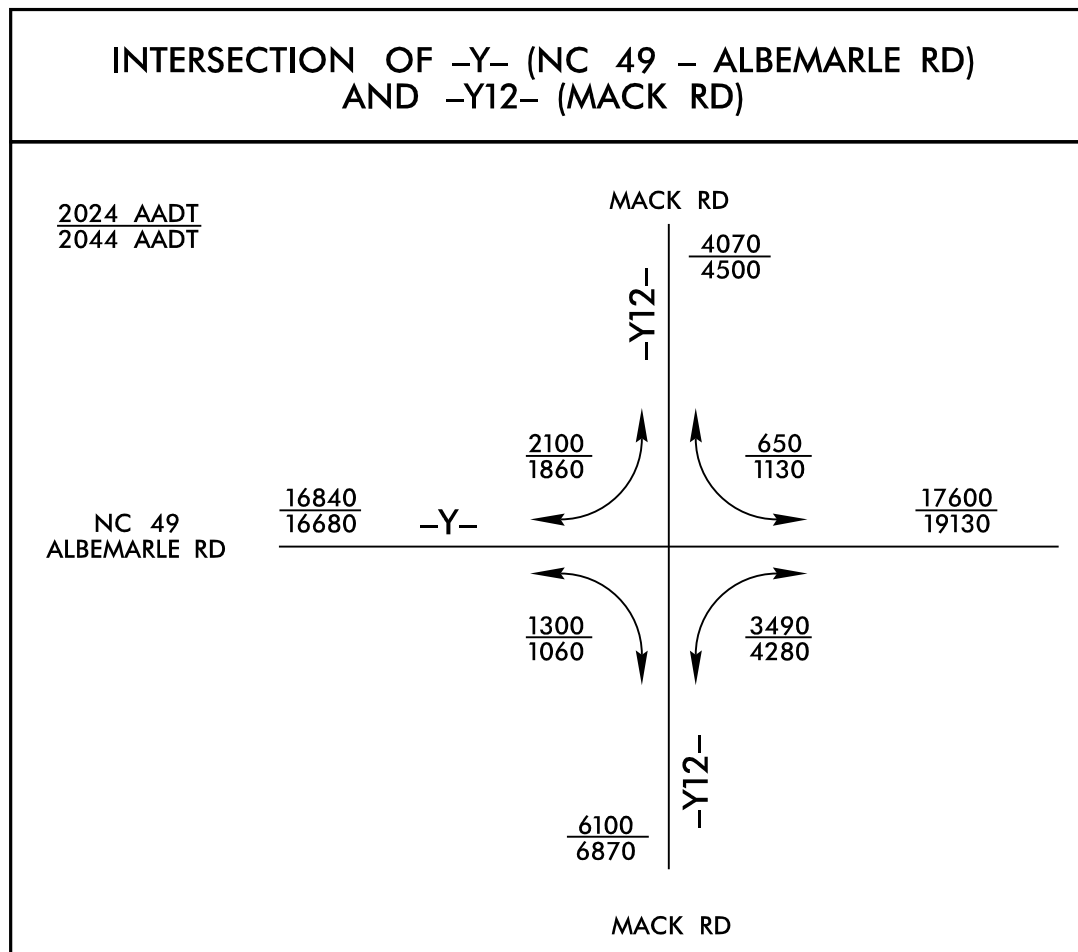 INTERSECTION OF –Y– (NC 49 – ALBEMARLE RD)
AND –Y12– (MACK RD)
2024 AADT
2044 AADT
MACK RD
4070
4500
–Y12–
2100
1860
650
1130
16840
16680
–Y–
17600
19130
NC 49
ALBEMARLE RD
1300
1060
3490
4280
–Y12–
6100
6870
MACK RD